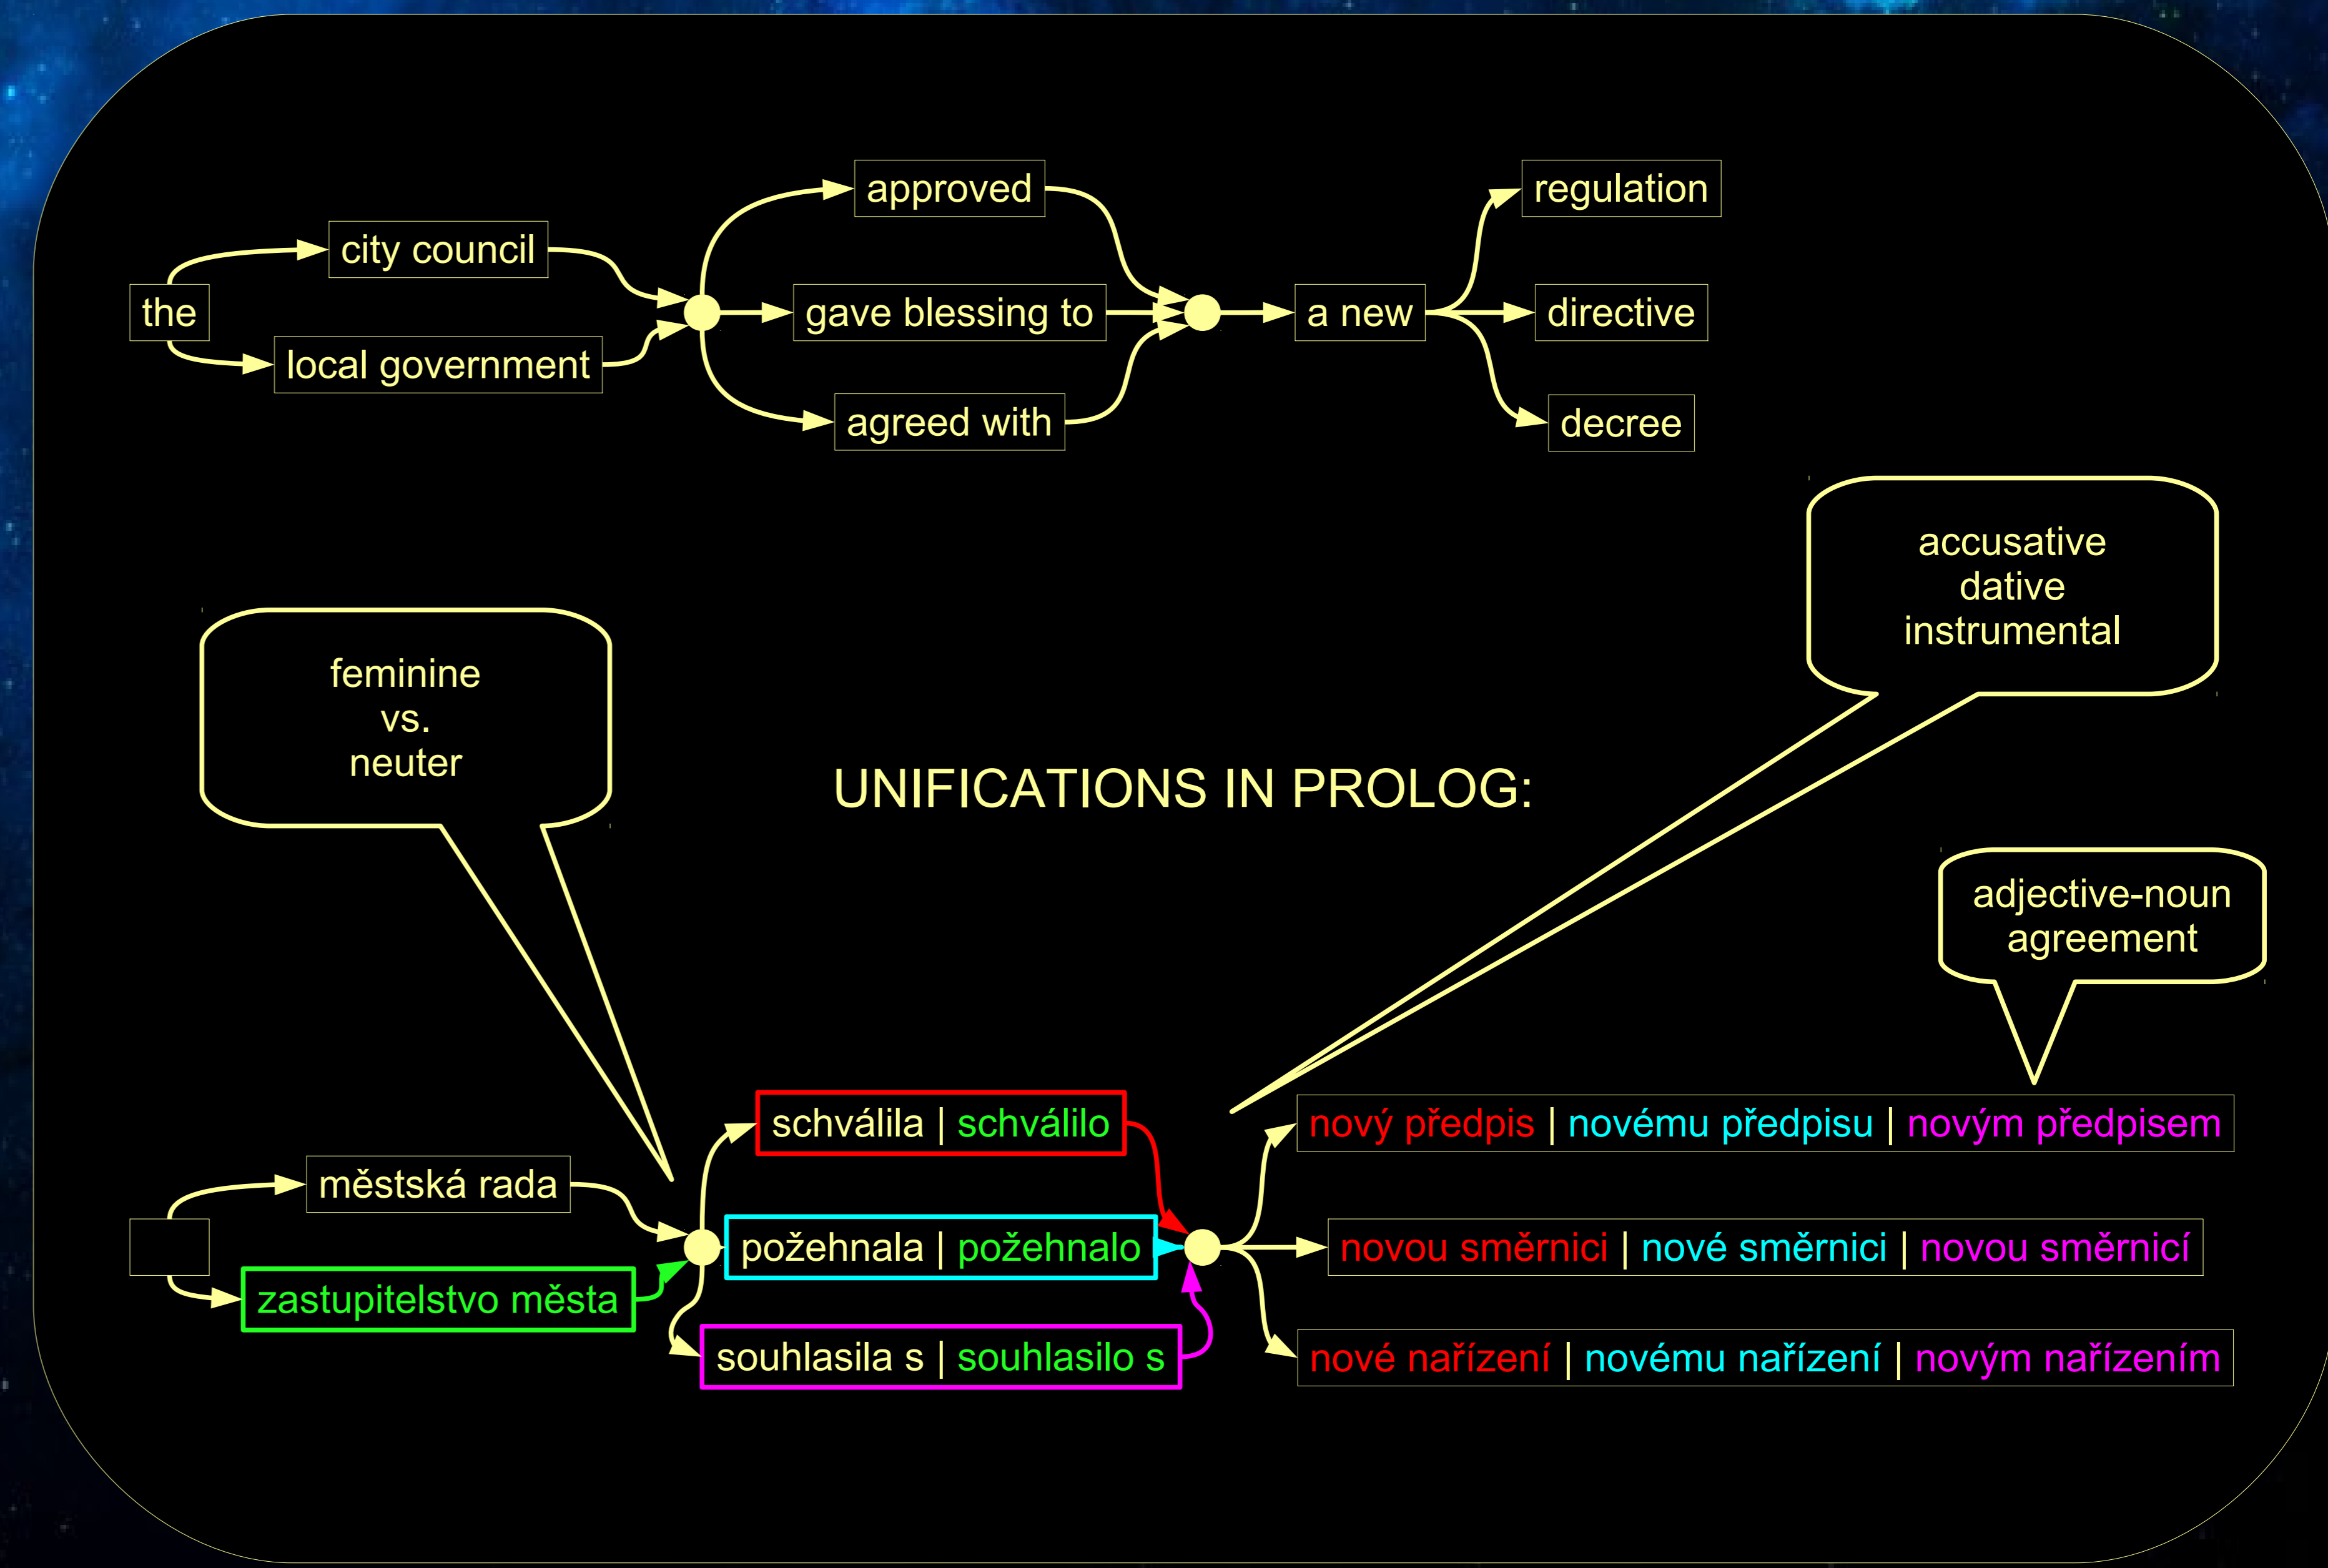 approved
regulation
city council
the
gave blessing to
a new
directive
local government
agreed with
decree
accusative
dative
instrumental
feminine
vs.
neuter
UNIFICATIONS IN PROLOG:
adjective-noun
agreement
schválila | schválilo
nový předpis | novému předpisu | novým předpisem
městská rada
požehnala | požehnalo
novou směrnici | nové směrnici | novou směrnicí
zastupitelstvo města
souhlasila s | souhlasilo s
nové nařízení | novému nařízení | novým nařízením